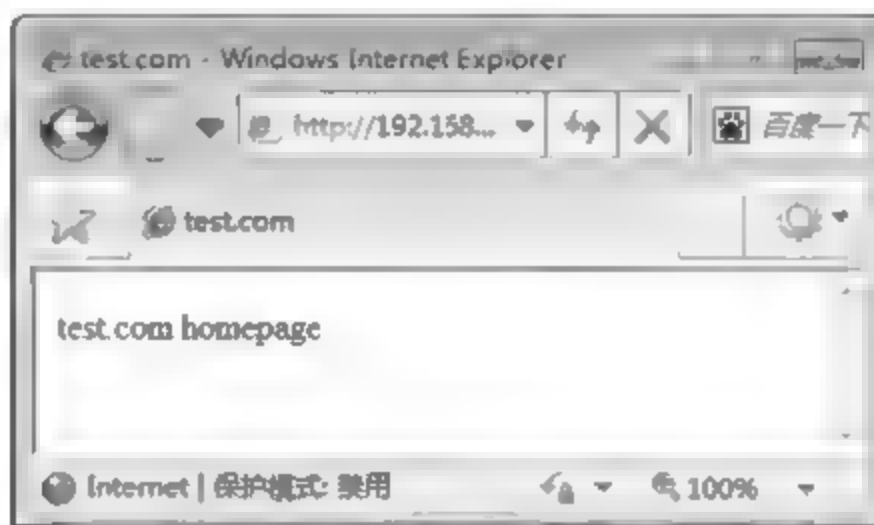 test.com - Windows Internet Explorer
http://192.158... 百度一下
test.com
test.com homepage
Internet | 保护模式: 禁用 100%